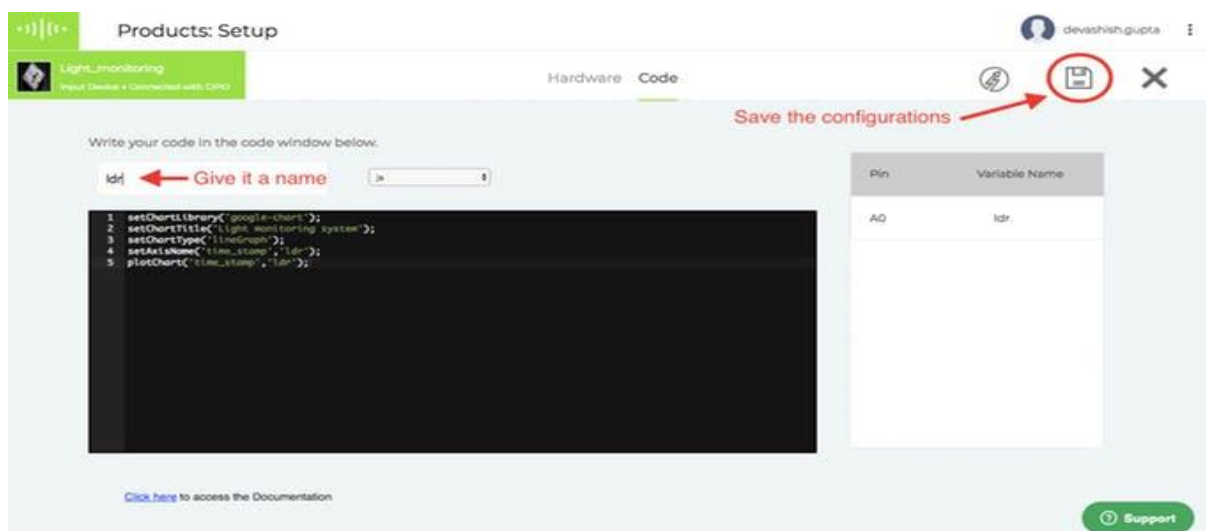 Products: Setup
devashish.gupta
Light_monitoring
Input Device • Connected with GPIO
Hardware Code
Save the configurations
Write your code in the code window below.
ldr
Give it a name
js
Pin Variable Name
A0 ldr.
1 setChartLibrary('google-chart');
2 setChartTitle('Light monitoring system');
3 setChartType('lineGraph');
4 setAxisName('time_stamp','ldr');
5 plotChart('time_stamp','ldr');
Click here to access the Documentation
Support